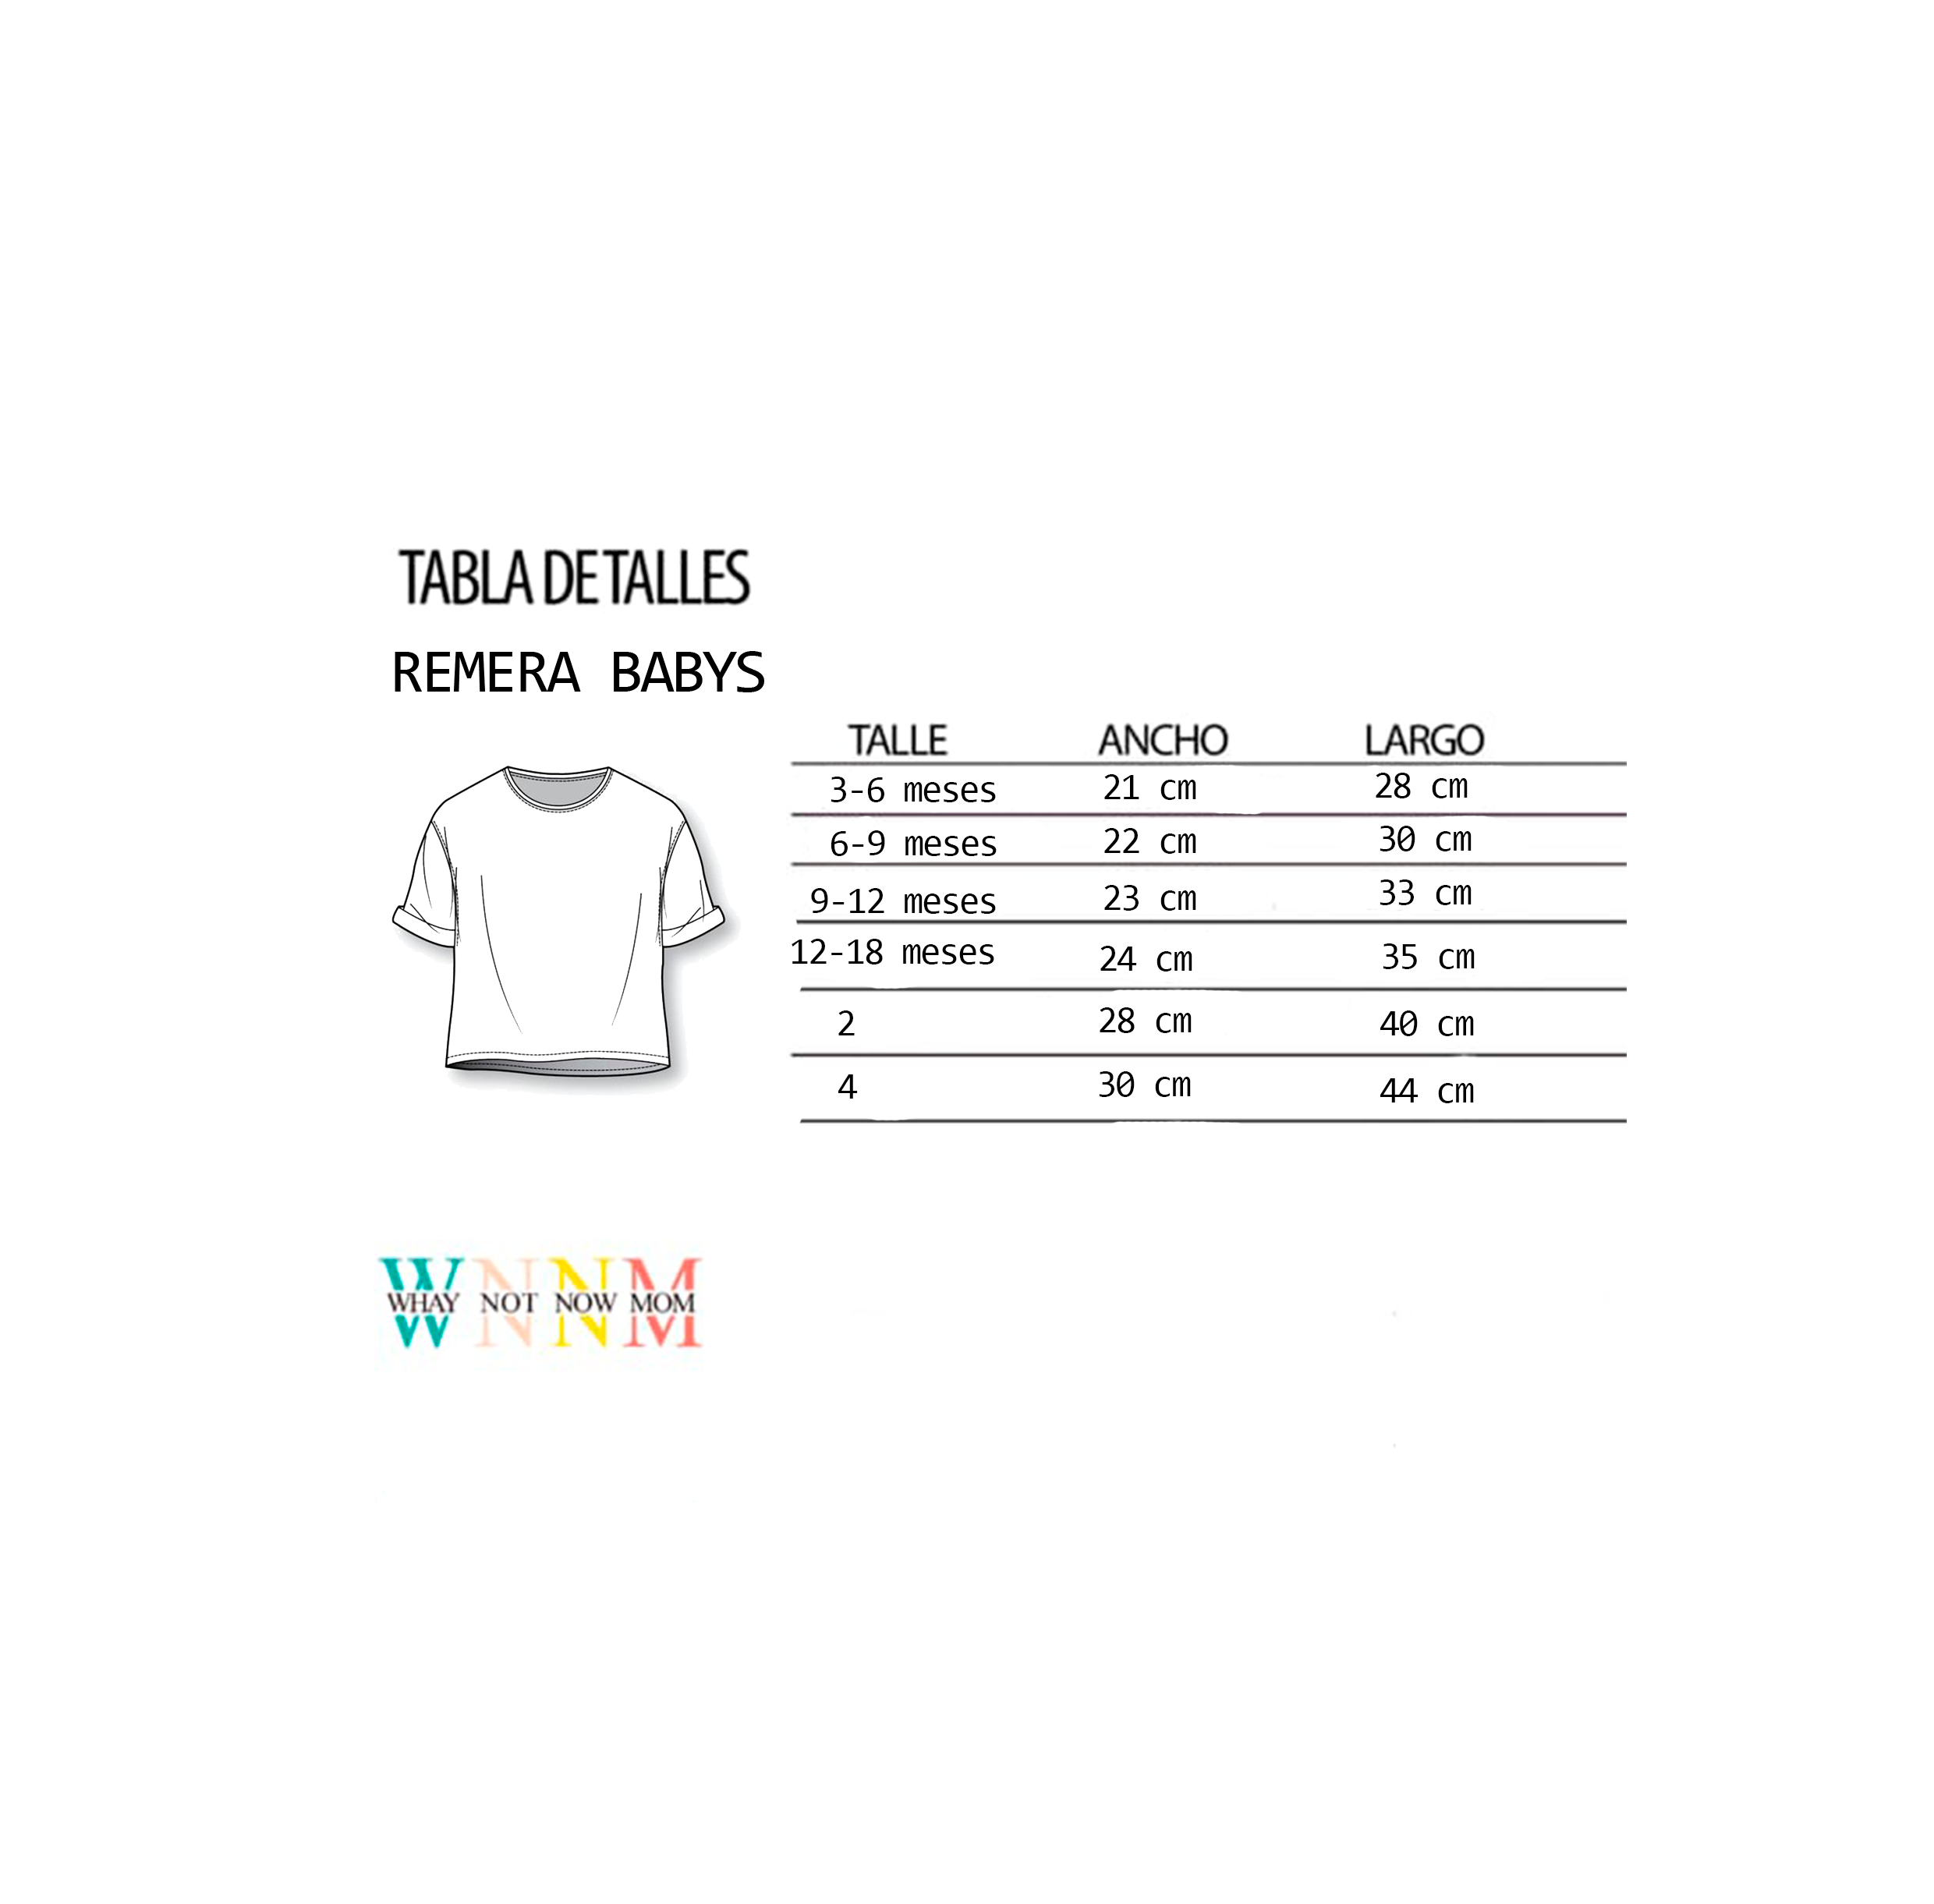 TABLA DE TALLES
REMERA BABYS
TALLE ANCHO LARGO
3-6 meses 21 cm 28 cm
6-9 meses 22 cm 30 cm
9-12 meses 23 cm 33 cm
12-18 meses 24 cm 35 cm
2 28 cm 40 cm
4 30 cm 44 cm
W N N M
WHAY NOT NOW MOM